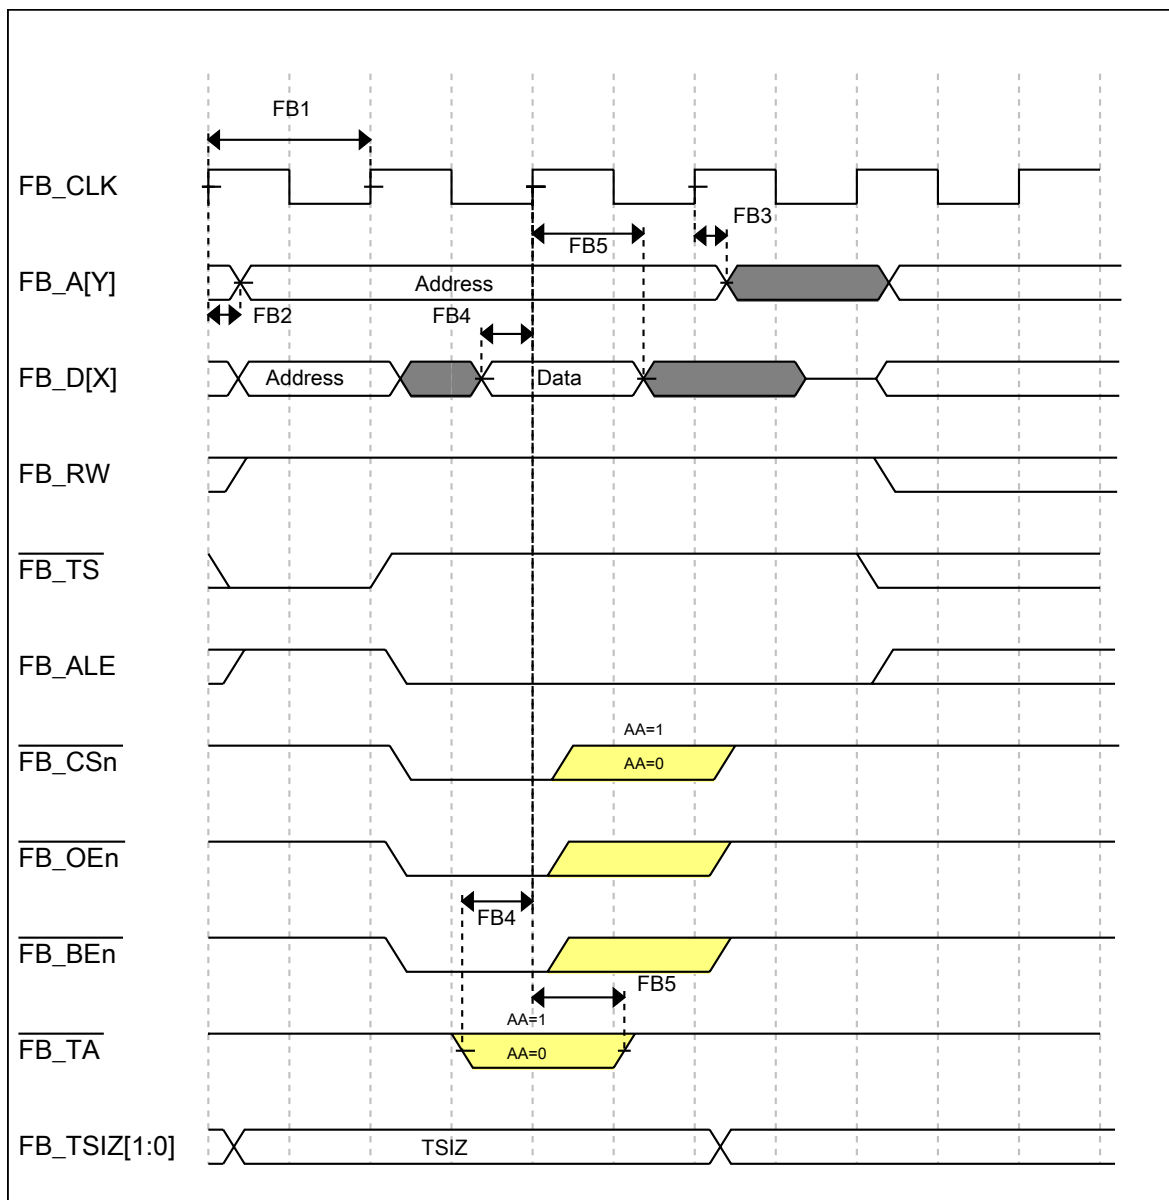 FB1
FB_CLK
FB3
FB5
FB_A[Y]
Address
FB2
FB4
FB_D[X]
Address
Data
FB_RW
FB_TS
FB_ALE
AA=1
FB_CSn
AA=0
FB_OEn
FB4
FB_BEn
FB5
AA=1
FB_TA
AA=0
FB_TSIZ[1:0]
TSIZ